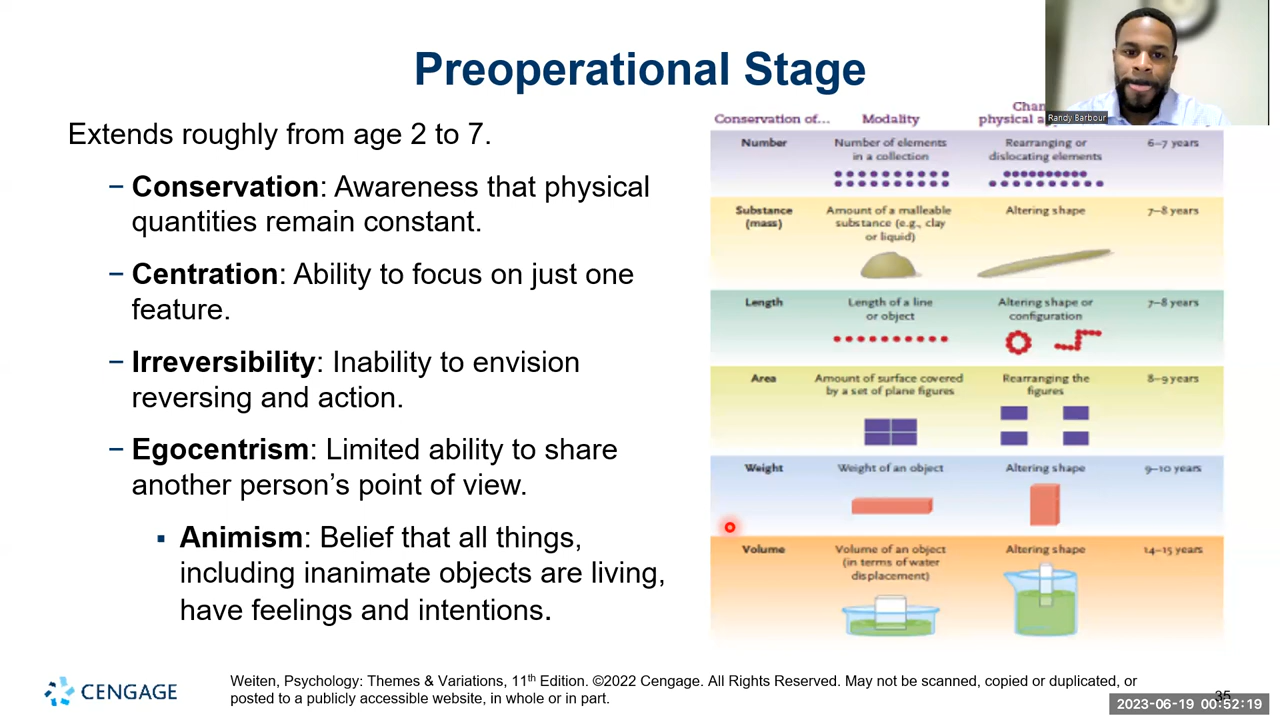 Preoperational Stage
Randy Barbour
Extends roughly from age 2 to 7.
− Conservation: Awareness that physical
quantities remain constant.
− Centration: Ability to focus on just one
feature.
− Irreversibility: Inability to envision
reversing and action.
− Egocentrism: Limited ability to share
another person’s point of view.
▪ Animism: Belief that all things,
including inanimate objects are living,
have feelings and intentions.
Conservation of... Modality physical
Number Number of elements Rearranging or 6–7 years
in a collection dislocating elements
Substance Amount of a malleable Altering shape 7–8 years
(mass) substance (e.g., clay
or liquid)
Length Length of a line Altering shape or 7–8 years
or object configuration
Area Amount of surface covered Rearranging the 8–9 years
by a set of plane figures figures
Weight Weight of an object Altering shape 9–10 years
Volume Volume of an object Altering shape 14–15 years
(in terms of water
displacement)
CENGAGE
Weiten, Psychology: Themes & Variations, 11th Edition. ©2022 Cengage. All Rights Reserved. May not be scanned, copied or duplicated, or
posted to a publicly accessible website, in whole or in part.
35
2023-06-19 00:52:19